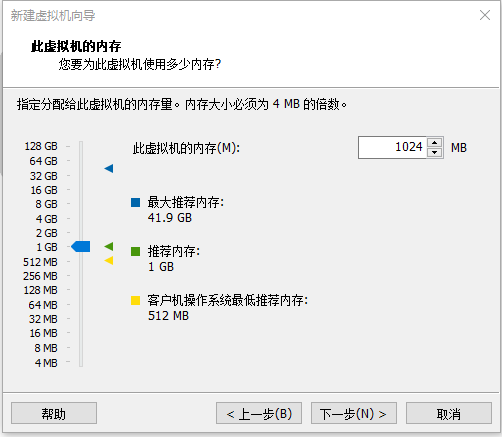 新建虚拟机向导
此虚拟机的内存
您要为此虚拟机使用多少内存?
指定分配给此虚拟机的内存量。内存大小必须为 4 MB 的倍数。
此虚拟机的内存(M):
1024 MB
128 GB
64 GB
32 GB
16 GB
8 GB
4 GB
2 GB
1 GB
512 MB
256 MB
128 MB
64 MB
32 MB
16 MB
8 MB
4 MB
最大推荐内存:
41.9 GB
推荐内存:
1 GB
客户机操作系统最低推荐内存:
512 MB
帮助
< 上一步(B)
下一步(N) >
取消